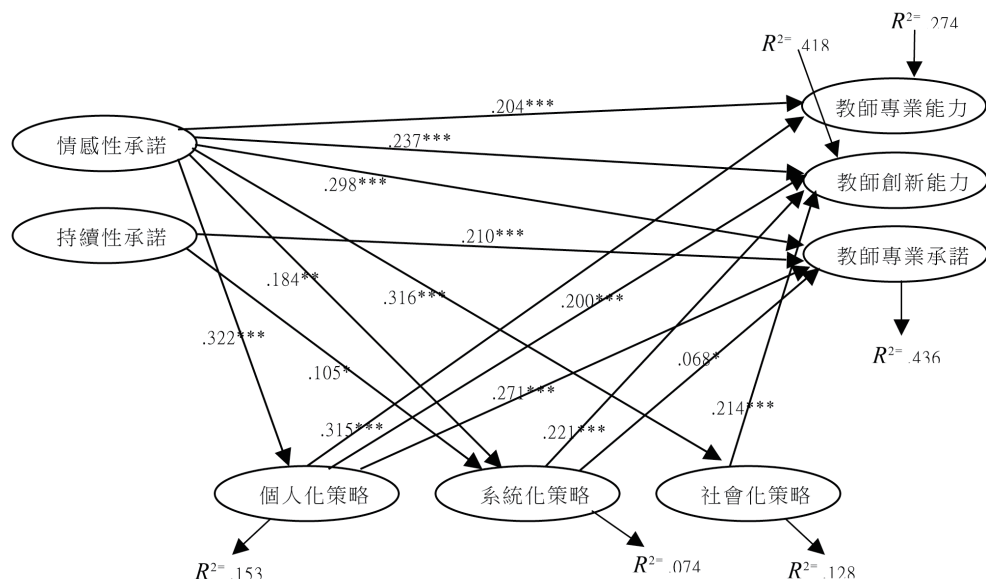 R²⁼ .274
R²⁼ .418
教師專業能力
.204***
情感性承諾
.237***
教師創新能力
.298***
持續性承諾
.210***
教師專業承諾
.184**
.316***
.200***
.322***
.068*
R²⁼ .436
.105*
.271***
.214***
.315***
.221***
個人化策略
系統化策略
社會化策略
R²⁼ .153
R²⁼ .074
R²⁼ .128